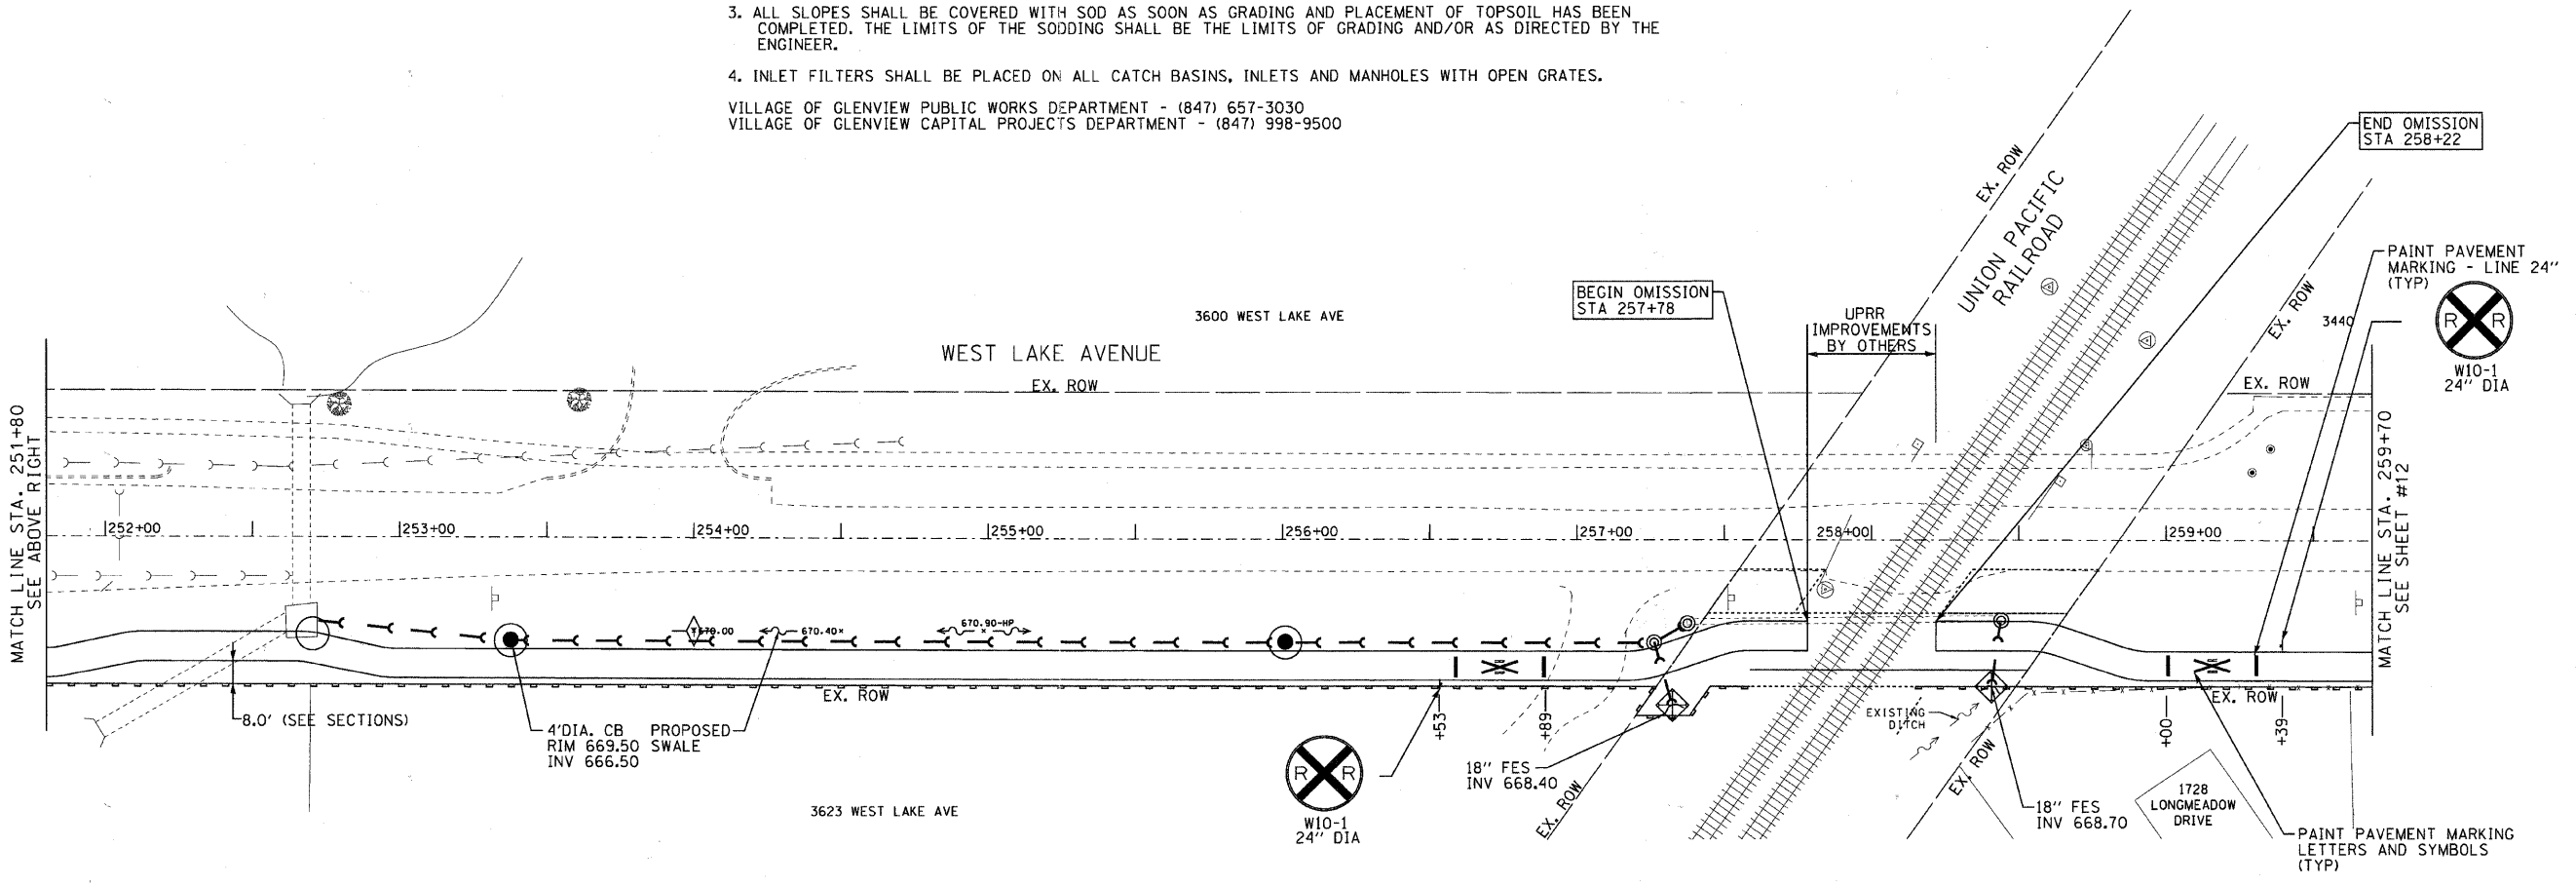 3. ALL SLOPES SHALL BE COVERED WITH SOD AS SOON AS GRADING AND PLACEMENT OF TOPSOIL HAS BEEN
COMPLETED. THE LIMITS OF THE SODDING SHALL BE THE LIMITS OF GRADING AND/OR AS DIRECTED BY THE
ENGINEER.
4. INLET FILTERS SHALL BE PLACED ON ALL CATCH BASINS, INLETS AND MANHOLES WITH OPEN GRATES.
VILLAGE OF GLENVIEW PUBLIC WORKS DEPARTMENT - (847) 657-3030
VILLAGE OF GLENVIEW CAPITAL PROJECTS DEPARTMENT - (847) 998-9500
END OMISSION
STA 258+22
EX. ROW
UNION PACIFIC
RAILROAD
PAINT PAVEMENT
MARKING - LINE 24"
(TYP)
R R
W10-1
24" DIA
BEGIN OMISSION
STA 257+78
UPRR
IMPROVEMENTS
BY OTHERS
3600 WEST LAKE AVE
EX. ROW
3440
WEST LAKE AVENUE
EX. ROW
EX. ROW
MATCH LINE STA. 251+80
SEE ABOVE RIGHT
252+00
253+00
254+00
255+00
256+00
257+00
258+00
259+00
MATCH LINE STA. 259+70
SEE SHEET #12
670.00
670.40x
670.90-HP
x
EX. ROW
EX. ROW
8.0' (SEE SECTIONS)
4'DIA. CB
RIM 669.50
INV 666.50
PROPOSED
SWALE
+53
+89
EXISTING
DITCH
+00
+39
R R
W10-1
24" DIA
18" FES
INV 668.40
EX. ROW
EX. ROW
18" FES
INV 668.70
1728
LONGMEADOW
DRIVE
3623 WEST LAKE AVE
PAINT PAVEMENT MARKING
LETTERS AND SYMBOLS
(TYP)